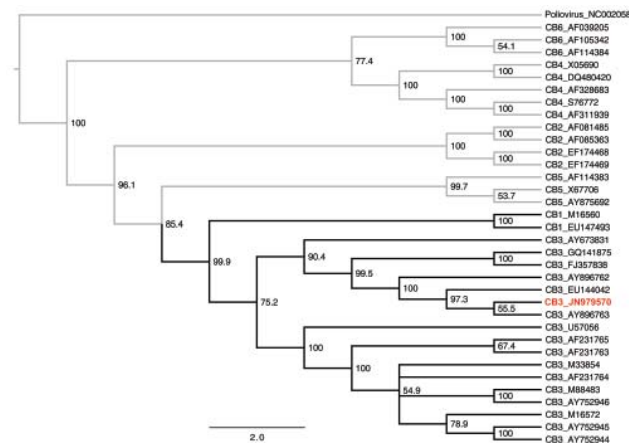 Poliovirus_NC002058
CB6_AF039205
100
CB6_AF105342
54.1
CB6_AF114384
77.4
CB4_X05690
100
CB4_DQ480420
100
CB4_AF328683
100
CB4_S76772
100
CB4_AF311939
100
CB2_AF081485
100
CB2_AF085363
100
CB2_EF174468
100
CB2_EF174469
96.1
CB5_AF114383
99.7
CB5_X67706
53.7
CB5_AY875692
85.4
CB1_M16560
100
CB1_EU147493
99.9
CB3_AY673831
90.4
CB3_GQ141875
100
CB3_FJ357838
99.5
CB3_AY896762
100
CB3_EU144042
97.3
CB3_JN979570
55.5
CB3_AY896763
75.2
CB3_U57056
100
CB3_AF231765
67.4
CB3_AF231763
100
CB3_M33854
CB3_AF231764
54.9
CB3_M88483
100
CB3_AY752946
CB3_M16572
78.9
CB3_AY752945
100
CB3_AY752944
2.0